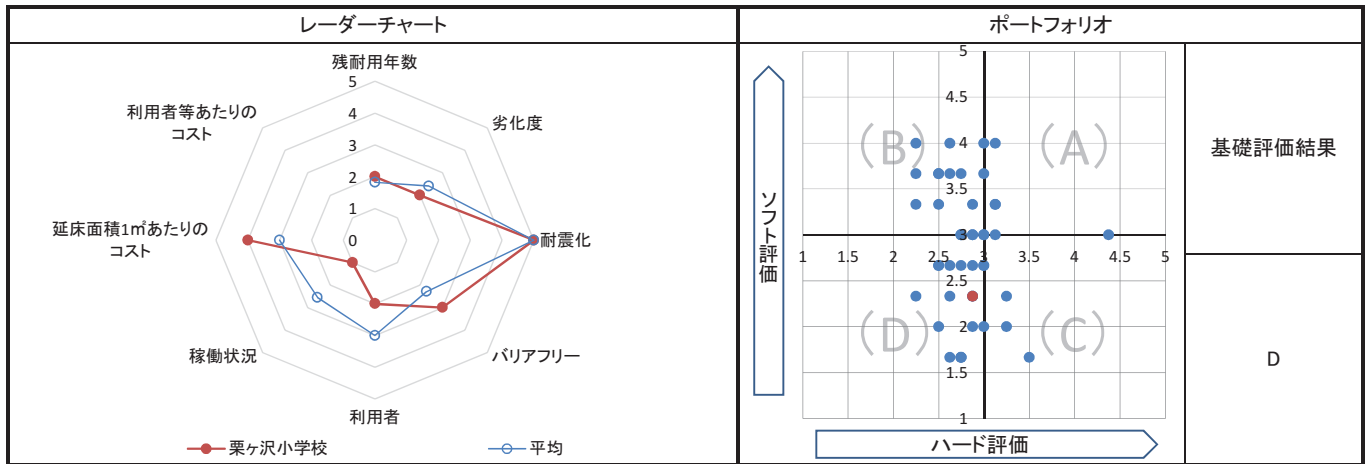 レーダーチャート
ポートフォリオ
残耐用年数
劣化度
耐震化
バリアフリー
利用者
稼働状況
延床面積1㎡あたりの
コスト
利用者等あたりの
コスト
5
4
3
2
1
0
栗ヶ沢小学校
平均
ソフト評価
5
4.5
4
3.5
3
2.5
2
1.5
1
1
1.5
2
2.5
3
3.5
4
4.5
5
（B）
（A）
（D）
（C）
ハード評価
基礎評価結果
D